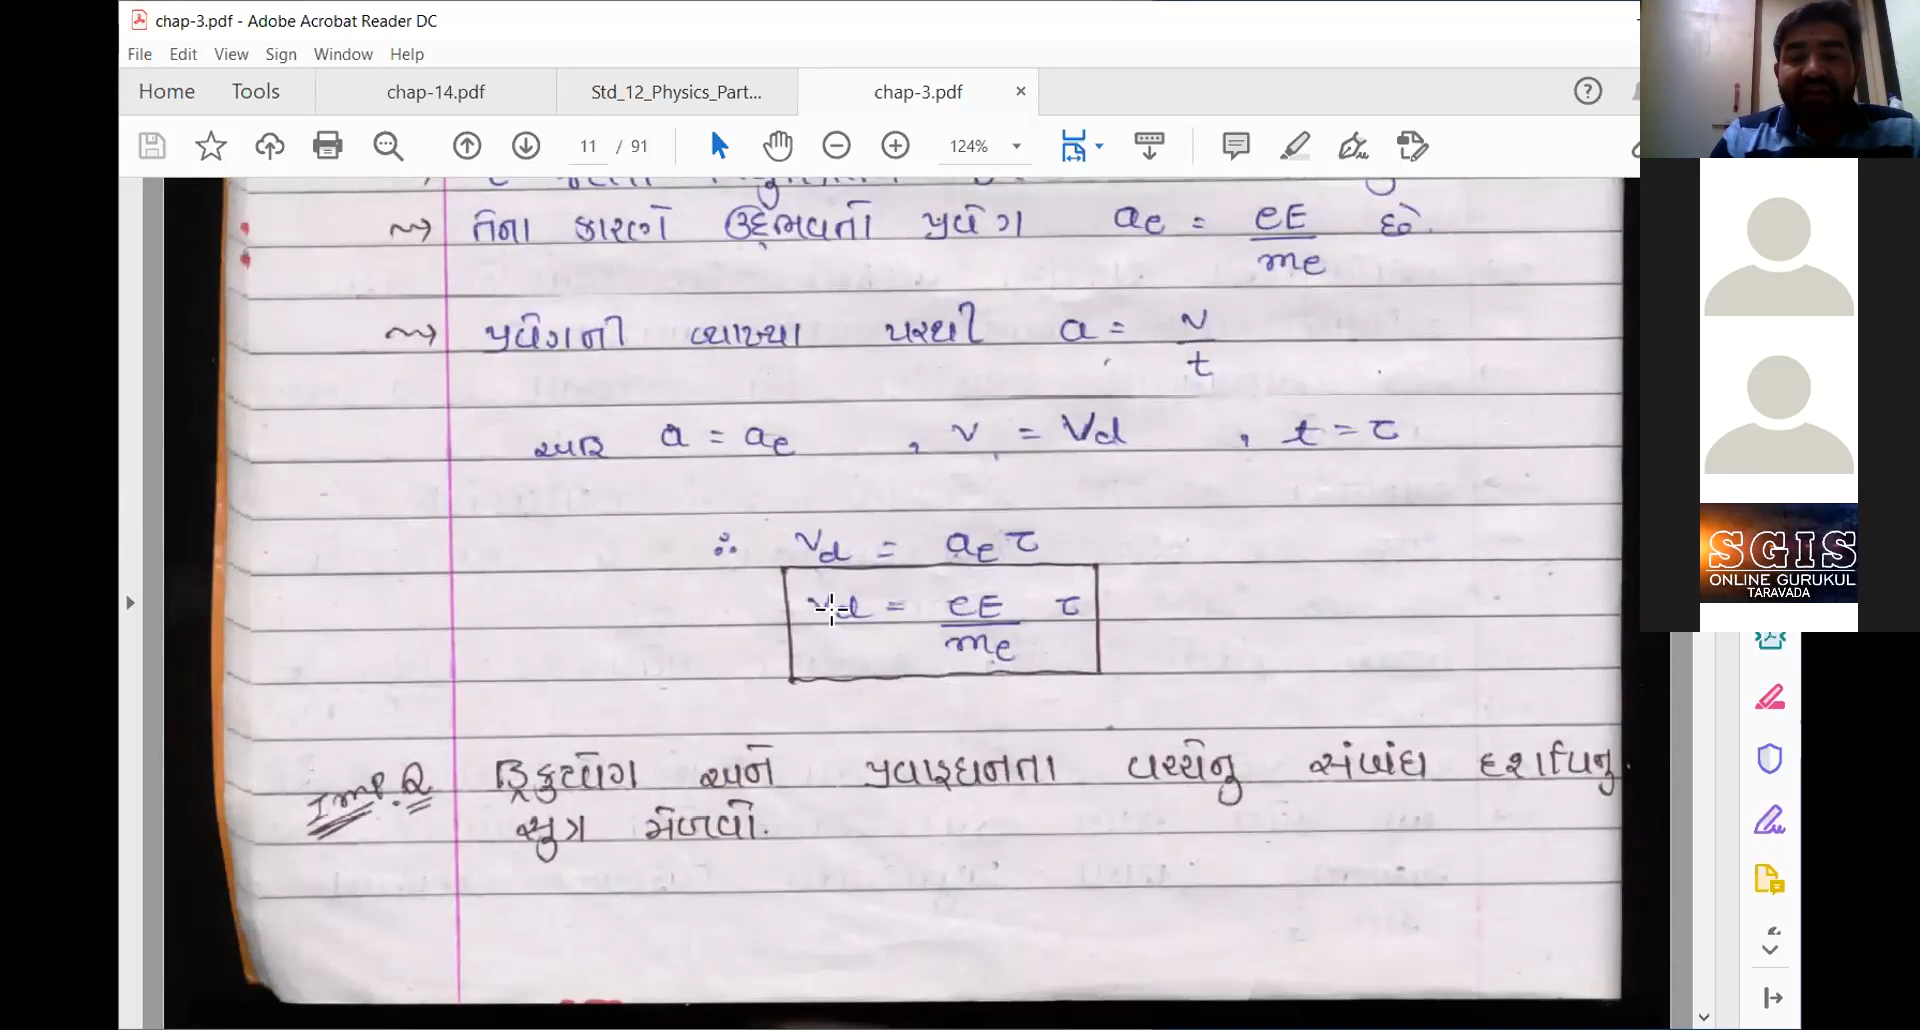 chap-3.pdf - Adobe Acrobat Reader DC
File Edit View Sign Window Help
Home Tools chap-14.pdf Std_12_Physics_Part... chap-3.pdf ×
11 / 91 124%
તેના કારણે ઉદ્દભવતો પ્રવેગ ae = eE / me છે.
પ્રવેગની વ્યાખ્યા પરથી a = v / t
અહિ a = ae , v = Vd , t = τ
∴ Vd = ae τ
Vd = eE / me τ
Imp. Q ડ્રિફ્ટવેગ અને પ્રવાહઘનતા વચ્ચેનુ સંબંધ દર્શાવતુ
સુત્ર મેળવો.
SGIS
ONLINE GURUKUL
TARAVADA